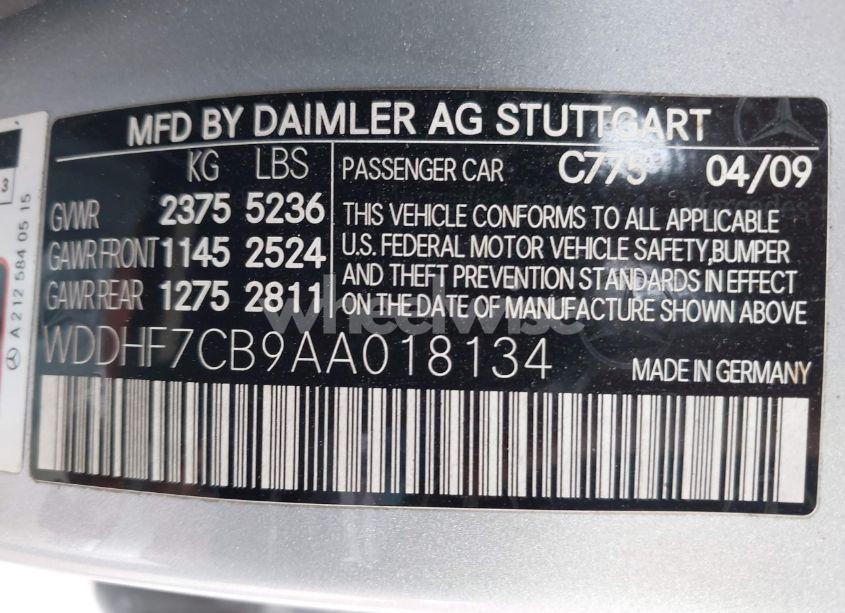 MFD BY DAIMLER AG STUTTGART
KG LBS
GVWR 2375 5236
GAWR FRONT 1145 2524
GAWR REAR 1275 2811
PASSENGER CAR C775 04/09
THIS VEHICLE CONFORMS TO ALL APPLICABLE
U.S. FEDERAL MOTOR VEHICLE SAFETY,BUMPER
AND THEFT PREVENTION STANDARDS IN EFFECT
ON THE DATE OF MANUFACTURE SHOWN ABOVE
WDDHF7CB9AA018134
MADE IN GERMANY
A 212 584 05 15
3
wheelwise